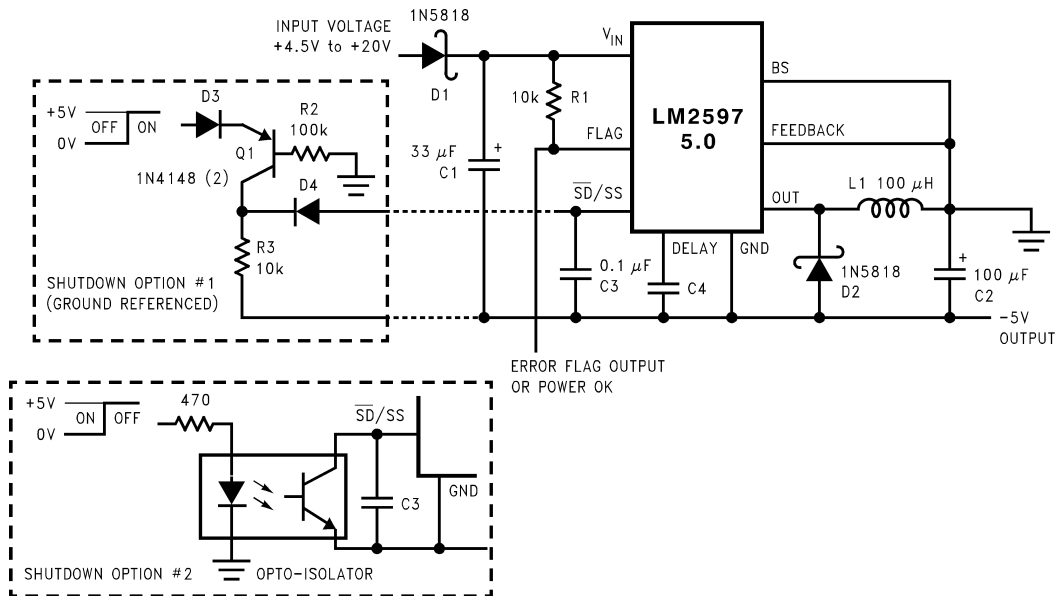 1N5818
INPUT VOLTAGE
+4.5V to +20V
D1
VIN
10k
R1
FLAG
33 μF
+
C1
LM2597
5.0
BS
FEEDBACK
OUT
L1 100 μH
SD/SS
DELAY
GND
0.1 μF
C3
C4
1N5818
D2
+
100 μF
C2
-5V
OUTPUT
ERROR FLAG OUTPUT
OR POWER OK
+5V
OFF
ON
0V
D3
R2
100k
Q1
1N4148 (2)
D4
R3
10k
SHUTDOWN OPTION #1
(GROUND REFERENCED)
+5V
ON
OFF
0V
470
SD/SS
GND
C3
SHUTDOWN OPTION #2
OPTO-ISOLATOR